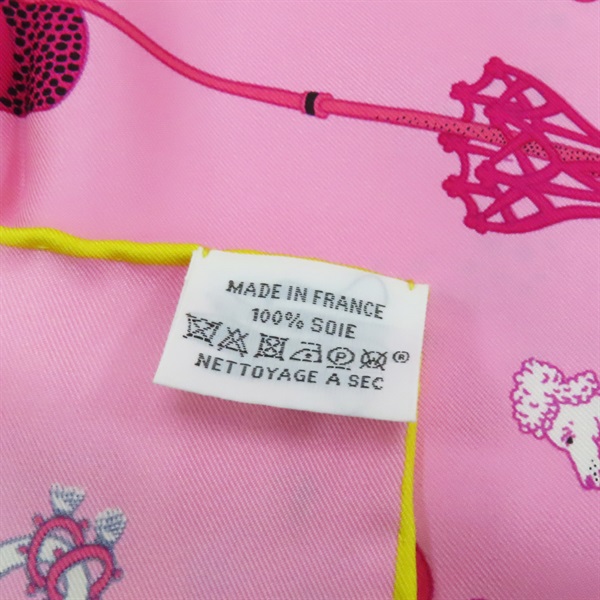 MADE IN FRANCE
100% SOIE
P ®
NETTOYAGE A SEC